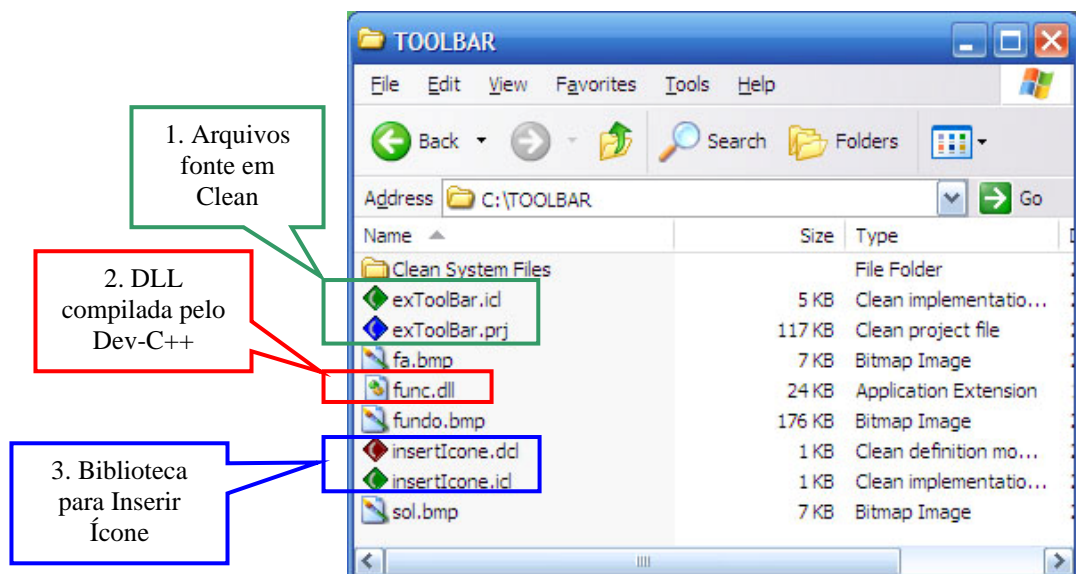 TOOLBAR
File Edit View Favorites Tools Help
Back Search Folders
Address C:\TOOLBAR Go
Name Size Type
Clean System Files File Folder
exToolBar.icl 5 KB Clean implementatio...
exToolBar.prj 117 KB Clean project file
fa.bmp 7 KB Bitmap Image
func.dll 24 KB Application Extension
fundo.bmp 176 KB Bitmap Image
insertIcone.dcl 1 KB Clean definition mo...
insertIcone.icl 1 KB Clean implementatio...
sol.bmp 7 KB Bitmap Image
1. Arquivos
fonte em
Clean
2. DLL
compilada pelo
Dev-C++
3. Biblioteca
para Inserir
Ícone